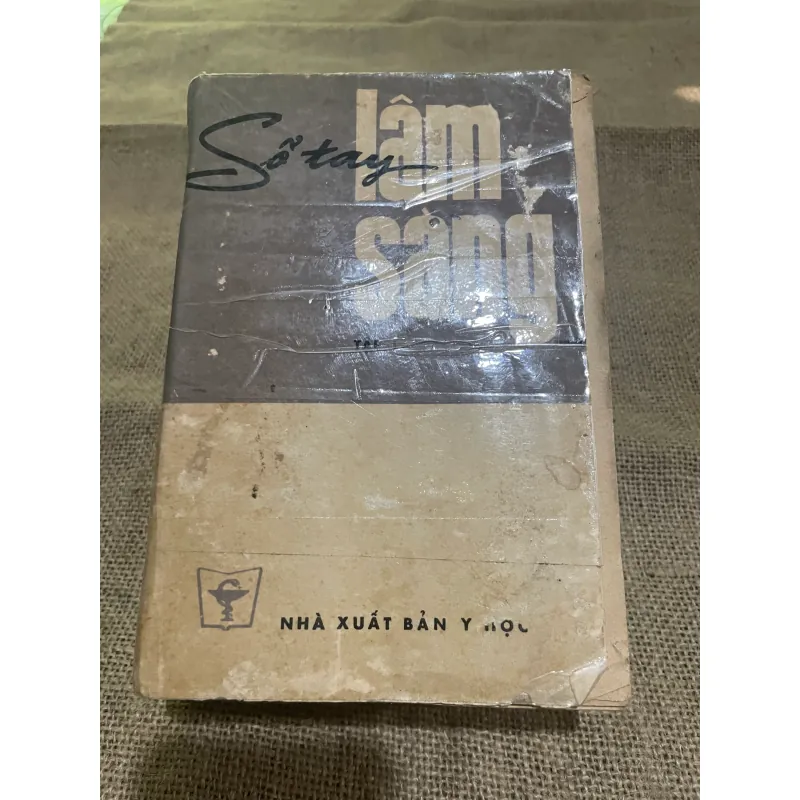 Sổ tay
lâm
sàng
NHÀ XUẤT BẢN Y HỌC